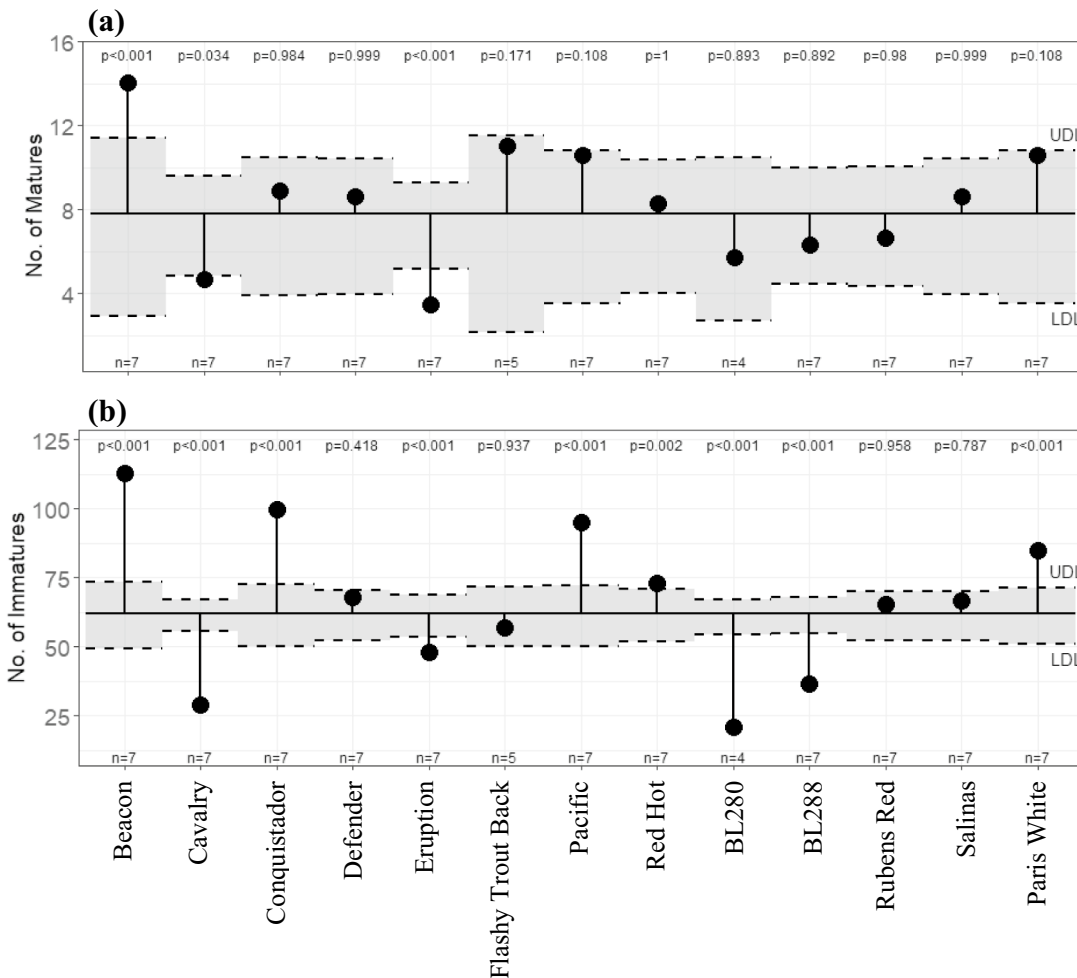 (a)
16
12
8
4
No. of Matures
p<0.001 p=0.034 p=0.984 p=0.999 p<0.001 p=0.171 p=0.108 p=1 p=0.893 p=0.892 p=0.98 p=0.999 p=0.108
UDL
LDL
n=7 n=7 n=7 n=7 n=7 n=5 n=7 n=7 n=4 n=7 n=7 n=7 n=7
(b)
125
100
75
50
25
No. of Immatures
p<0.001 p<0.001 p<0.001 p=0.418 p<0.001 p=0.937 p<0.001 p=0.002 p<0.001 p<0.001 p=0.958 p=0.787 p<0.001
UDL
LDL
n=7 n=7 n=7 n=7 n=7 n=5 n=7 n=7 n=4 n=7 n=7 n=7 n=7
Beacon
Cavalry
Conquistador
Defender
Eruption
Flashy Trout Back
Pacific
Red Hot
BL280
BL288
Rubens Red
Salinas
Paris White